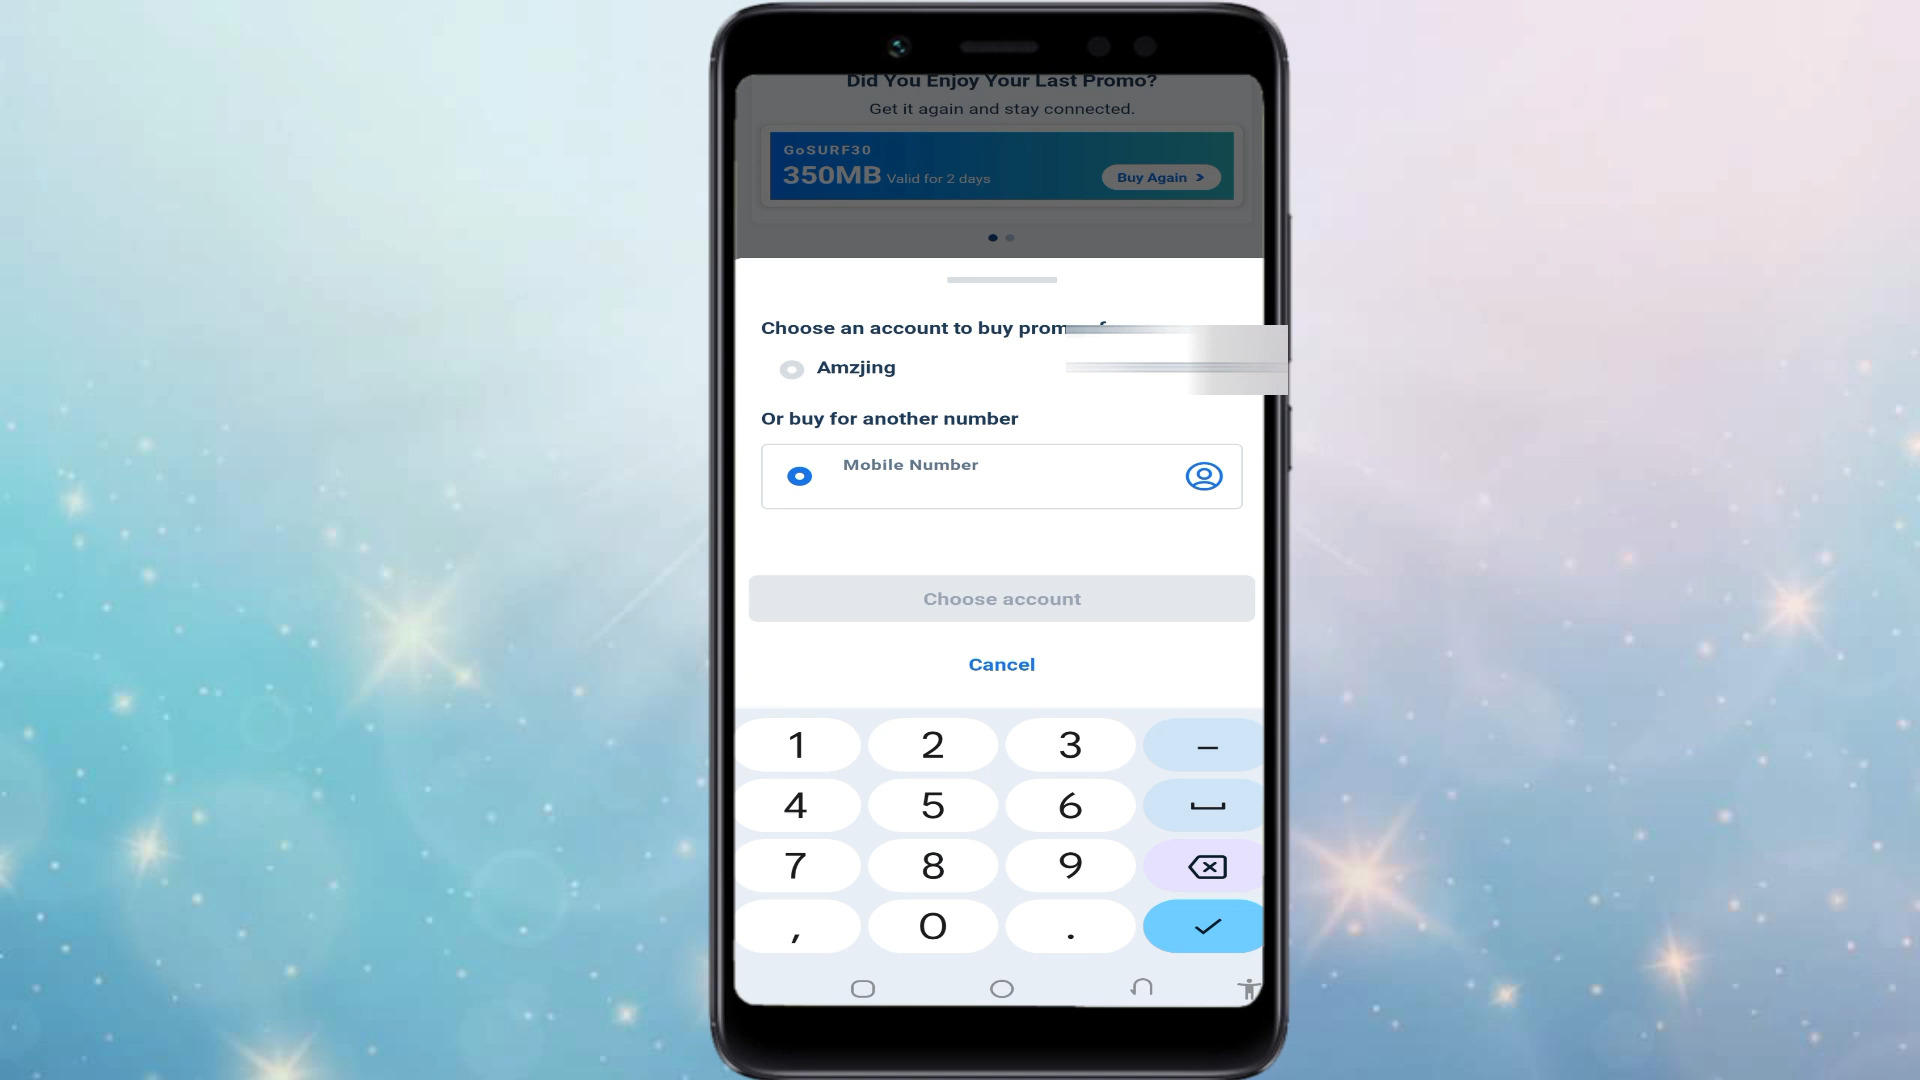 Did You Enjoy Your Last Promo?
Get it again and stay connected.
GoSURF30
350MB Valid for 2 days
Buy Again >
Choose an account to buy
Amzjing
Or buy for another number
Mobile Number
Choose account
Cancel
1 2 3 –
4 5 6
7 8 9
, 0 .